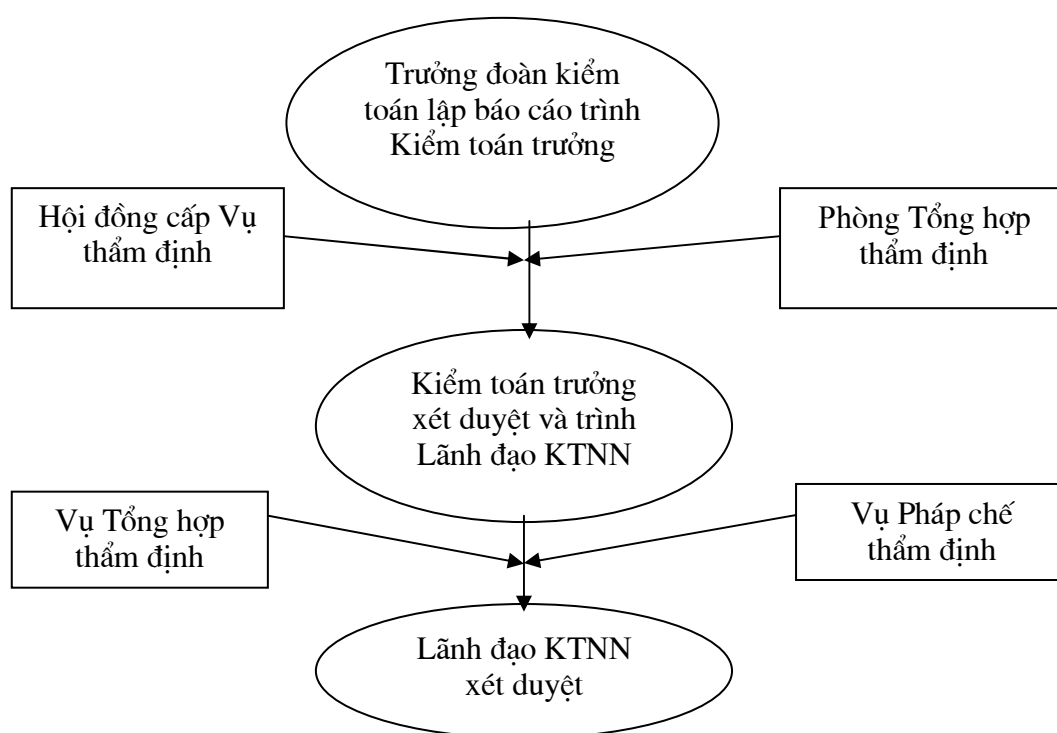 Trưởng đoàn kiểm
toán lập báo cáo trình
Kiểm toán trưởng
Hội đồng cấp Vụ
thẩm định
Phòng Tổng hợp
thẩm định
Kiểm toán trưởng
xét duyệt và trình
Lãnh đạo KTNN
Vụ Tổng hợp
thẩm định
Vụ Pháp chế
thẩm định
Lãnh đạo KTNN
xét duyệt